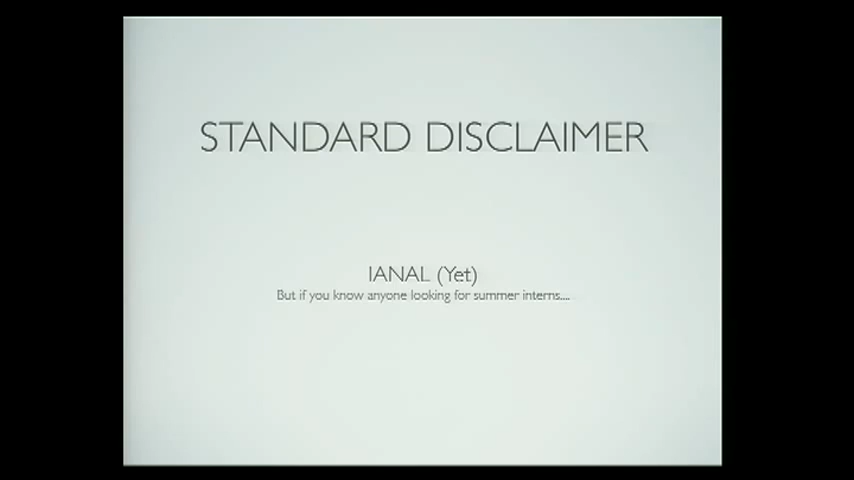 STANDARD DISCLAIMER
IANAL (Yet)
But if you know anyone looking for summer interns....